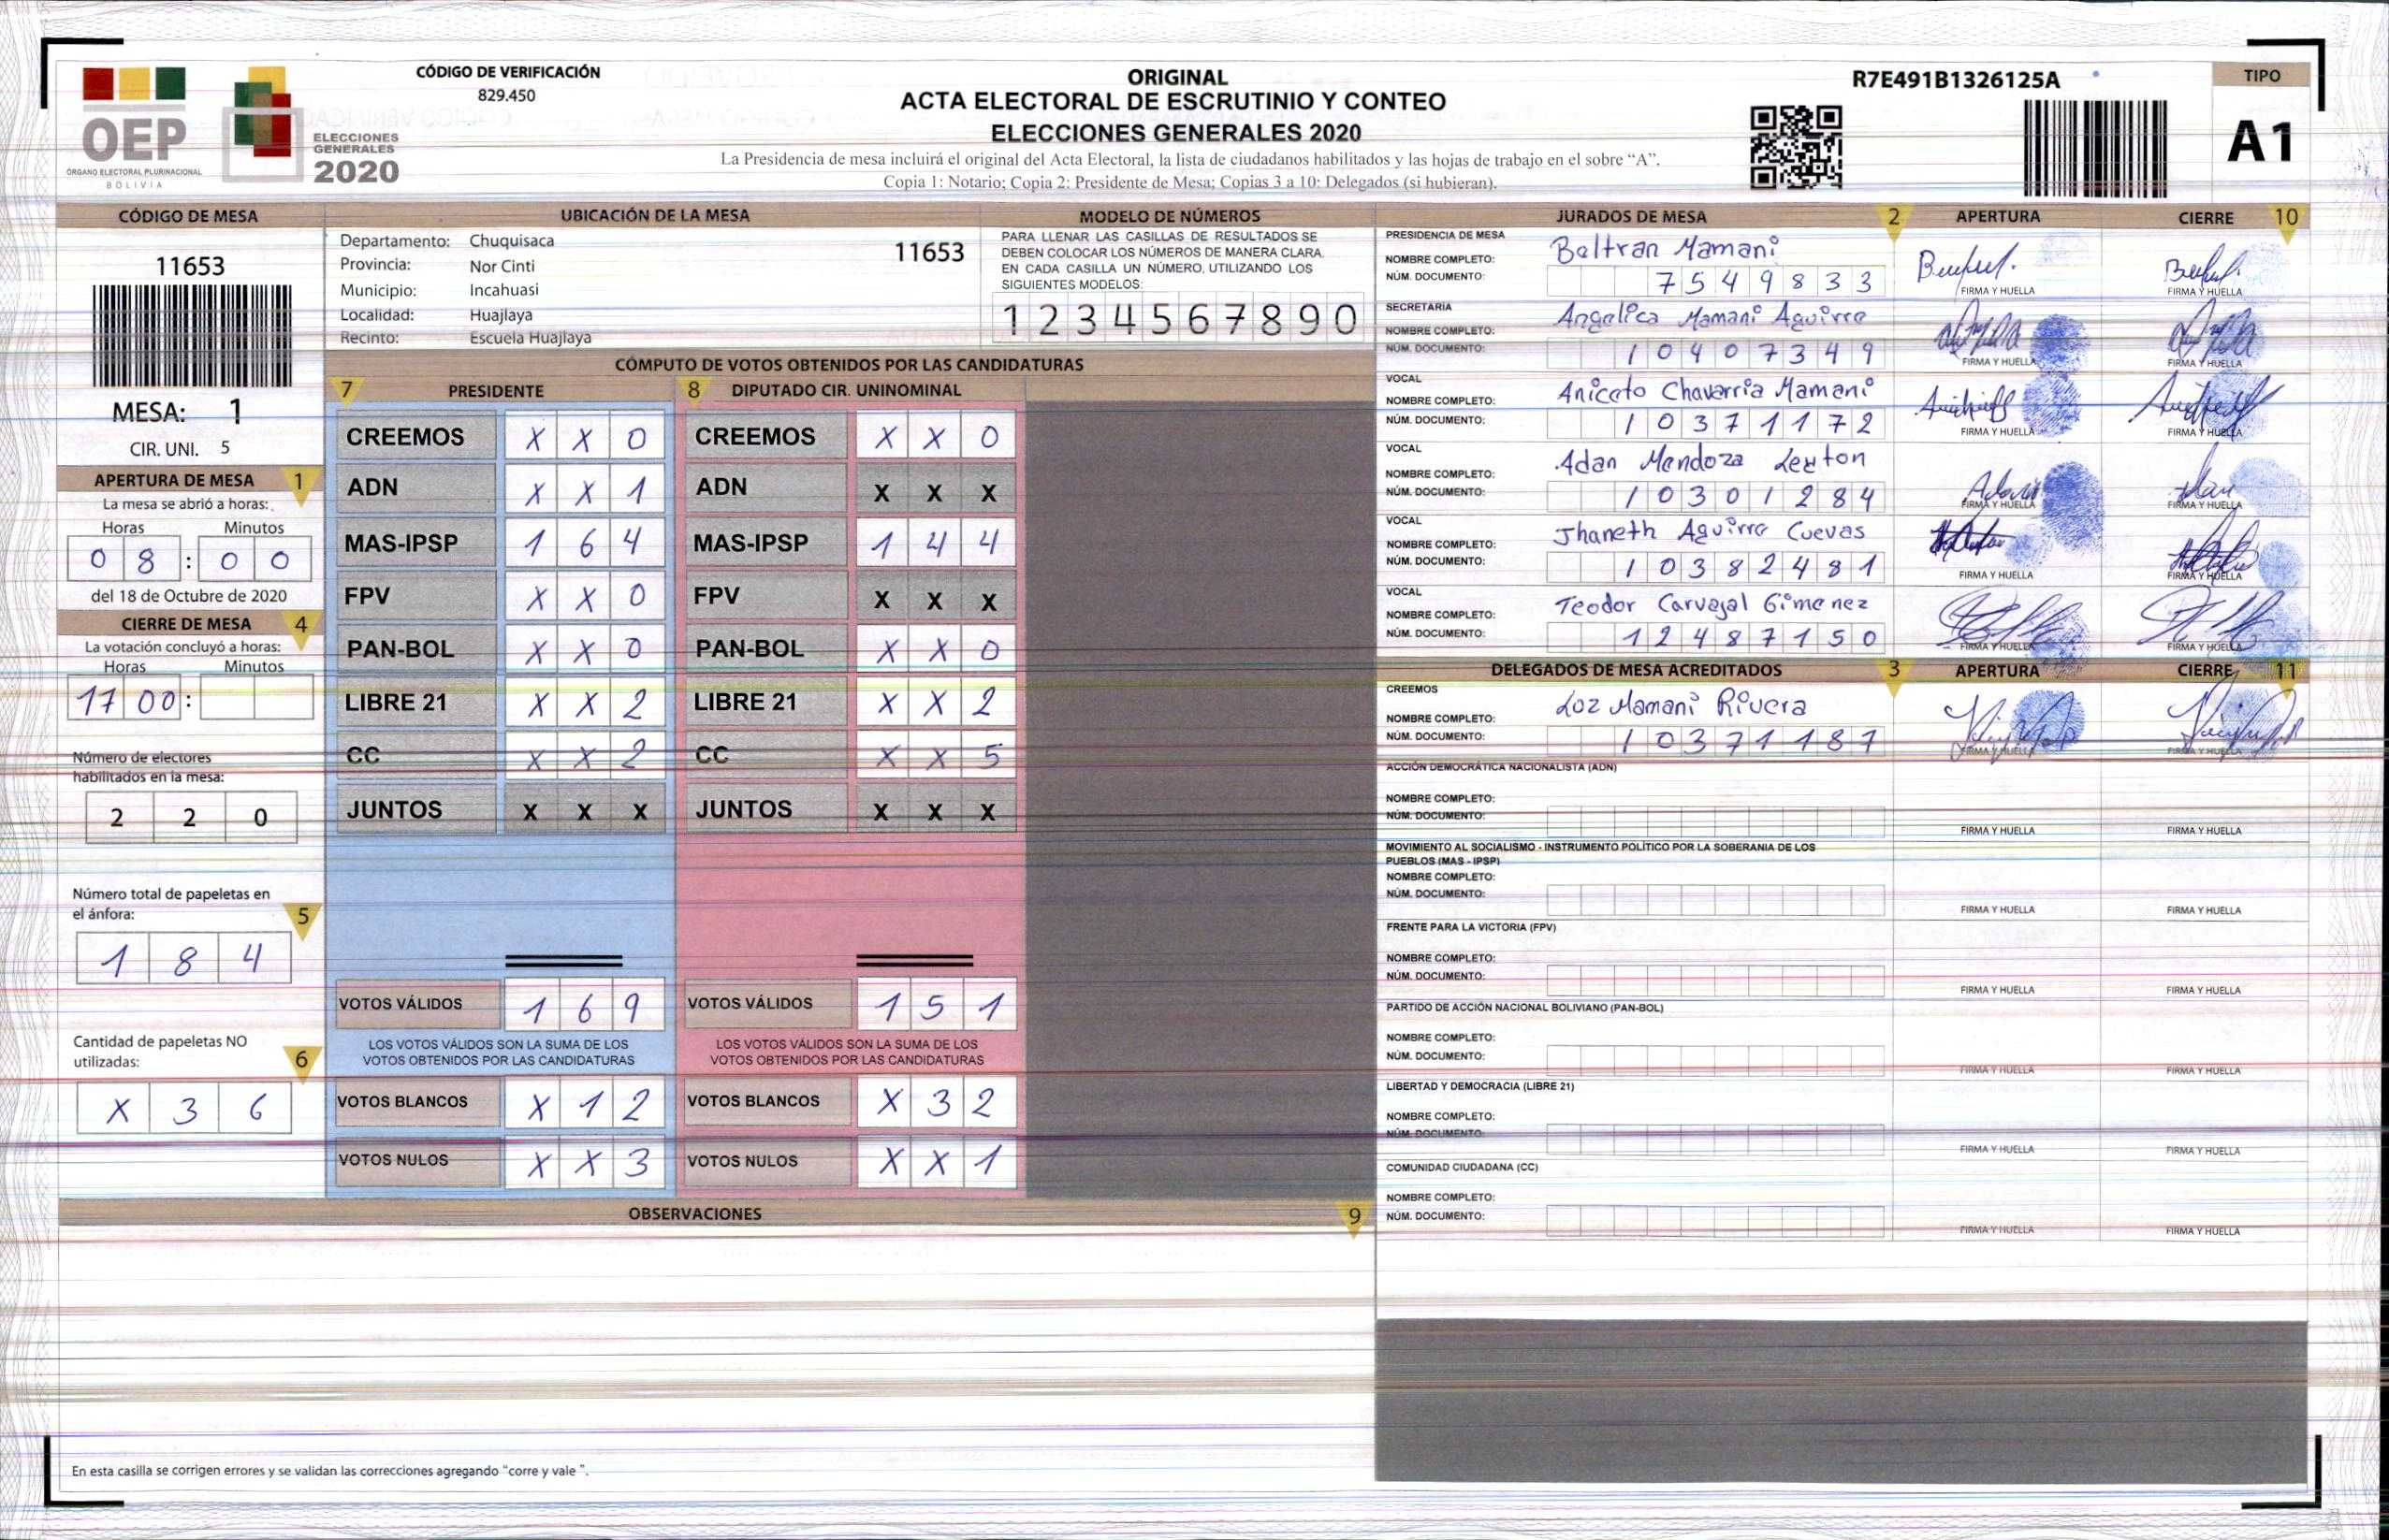 CÓDIGO DE VERIFICACIÓN
829.450
OEP
ÓRGANO ELECTORAL PLURINACIONAL
BOLIVIA
ELECCIONES
GENERALES
2020
ORIGINAL
ACTA ELECTORAL DE ESCRUTINIO Y CONTEO
ELECCIONES GENERALES 2020
La Presidencia de mesa incluirá el original del Acta Electoral, la lista de ciudadanos habilitados y las hojas de trabajo en el sobre “A”.
Copia 1: Notario; Copia 2: Presidente de Mesa; Copias 3 a 10: Delegados (si hubieran).
R7E491B1326125A
TIPO
A1
CÓDIGO DE MESA
11653
MESA: 1
CIR. UNI. 5
APERTURA DE MESA 1
La mesa se abrió a horas:
Horas Minutos
0 8 : 0 0
del 18 de Octubre de 2020
CIERRE DE MESA 4
La votación concluyó a horas:
Horas Minutos
17 00 :
Número de electores
habilitados en la mesa:
2 2 0
Número total de papeletas en
el ánfora: 5
1 8 4
Cantidad de papeletas NO
utilizadas: 6
X 3 6
UBICACIÓN DE LA MESA
Departamento: Chuquisaca 11653
Provincia: Nor Cinti
Municipio: Incahuasi
Localidad: Huajlaya
Recinto: Escuela Huajlaya
MODELO DE NÚMEROS
PARA LLENAR LAS CASILLAS DE RESULTADOS SE
DEBEN COLOCAR LOS NÚMEROS DE MANERA CLARA.
EN CADA CASILLA UN NÚMERO, UTILIZANDO LOS
SIGUIENTES MODELOS:
1 2 3 4 5 6 7 8 9 0
CÓMPUTO DE VOTOS OBTENIDOS POR LAS CANDIDATURAS
7 PRESIDENTE 8 DIPUTADO CIR. UNINOMINAL
CREEMOS X X 0 CREEMOS X X 0
ADN X X 1 ADN X X X
MAS-IPSP 1 6 4 MAS-IPSP 1 4 4
FPV X X 0 FPV X X X
PAN-BOL X X 0 PAN-BOL X X 0
LIBRE 21 X X 2 LIBRE 21 X X 2
CC X X 2 CC X X 5
JUNTOS X X X JUNTOS X X X
VOTOS VÁLIDOS 1 6 9 VOTOS VÁLIDOS 1 5 1
LOS VOTOS VÁLIDOS SON LA SUMA DE LOS LOS VOTOS VÁLIDOS SON LA SUMA DE LOS
VOTOS OBTENIDOS POR LAS CANDIDATURAS VOTOS OBTENIDOS POR LAS CANDIDATURAS
VOTOS BLANCOS X 1 2 VOTOS BLANCOS X 3 2
VOTOS NULOS X X 3 VOTOS NULOS X X 1
OBSERVACIONES 9
En esta casilla se corrigen errores y se validan las correcciones agregando “corre y vale ”.
JURADOS DE MESA 2 APERTURA CIERRE 10
PRESIDENCIA DE MESA
NOMBRE COMPLETO: Beltran Mamani
NÚM. DOCUMENTO: 7 5 4 9 8 3 3
FIRMA Y HUELLA FIRMA Y HUELLA
SECRETARIA
NOMBRE COMPLETO: Angelica Mamani Aguirre
NÚM. DOCUMENTO: 1 0 4 0 7 3 4 9
FIRMA Y HUELLA FIRMA Y HUELLA
VOCAL
NOMBRE COMPLETO: Aniceto Chavarria Mamani
NÚM. DOCUMENTO: 1 0 3 7 1 1 7 2
FIRMA Y HUELLA FIRMA Y HUELLA
VOCAL
NOMBRE COMPLETO: Adan Mendoza Lexton
NÚM. DOCUMENTO: 1 0 3 0 1 2 8 4
FIRMA Y HUELLA FIRMA Y HUELLA
VOCAL
NOMBRE COMPLETO: Jhaneth Aguirre Cuevas
NÚM. DOCUMENTO: 1 0 3 8 2 4 8 1
FIRMA Y HUELLA FIRMA Y HUELLA
VOCAL
NOMBRE COMPLETO: Teodor Carvajal Gimenez
NÚM. DOCUMENTO: 1 2 4 8 7 1 5 0
FIRMA Y HUELLA FIRMA Y HUELLA
DELEGADOS DE MESA ACREDITADOS 3 APERTURA CIERRE 11
CREEMOS
NOMBRE COMPLETO: Luz Mamani Rivera
NÚM. DOCUMENTO: 1 0 3 7 1 1 8 7
FIRMA Y HUELLA FIRMA Y HUELLA
ACCIÓN DEMOCRÁTICA NACIONALISTA (ADN)
NOMBRE COMPLETO:
NÚM. DOCUMENTO:
FIRMA Y HUELLA FIRMA Y HUELLA
MOVIMIENTO AL SOCIALISMO - INSTRUMENTO POLÍTICO POR LA SOBERANIA DE LOS
PUEBLOS (MAS - IPSP)
NOMBRE COMPLETO:
NÚM. DOCUMENTO:
FIRMA Y HUELLA FIRMA Y HUELLA
FRENTE PARA LA VICTORIA (FPV)
NOMBRE COMPLETO:
NÚM. DOCUMENTO:
FIRMA Y HUELLA FIRMA Y HUELLA
PARTIDO DE ACCIÓN NACIONAL BOLIVIANO (PAN-BOL)
NOMBRE COMPLETO:
NÚM. DOCUMENTO:
FIRMA Y HUELLA FIRMA Y HUELLA
LIBERTAD Y DEMOCRACIA (LIBRE 21)
NOMBRE COMPLETO:
NÚM. DOCUMENTO:
FIRMA Y HUELLA FIRMA Y HUELLA
COMUNIDAD CIUDADANA (CC)
NOMBRE COMPLETO:
NÚM. DOCUMENTO:
FIRMA Y HUELLA FIRMA Y HUELLA